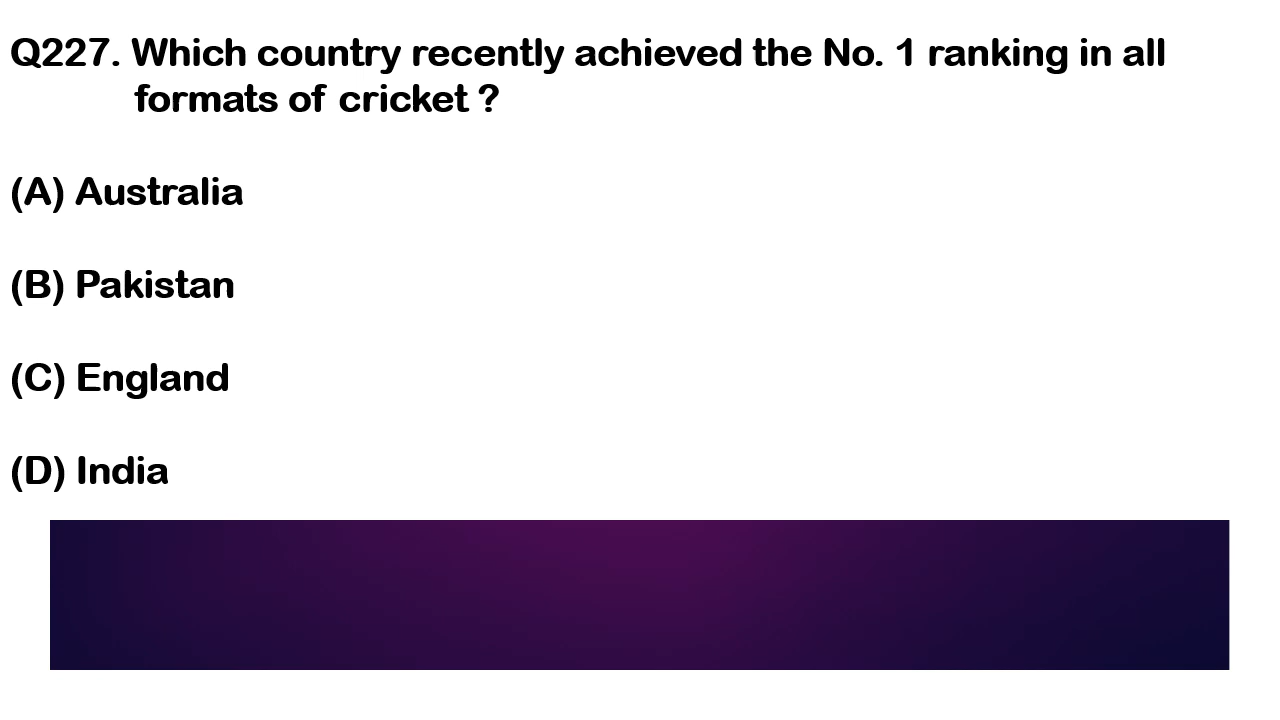 Q227. Which country recently achieved the No. 1 ranking in all
formats of cricket ?
(A) Australia
(B) Pakistan
(C) England
(D) India